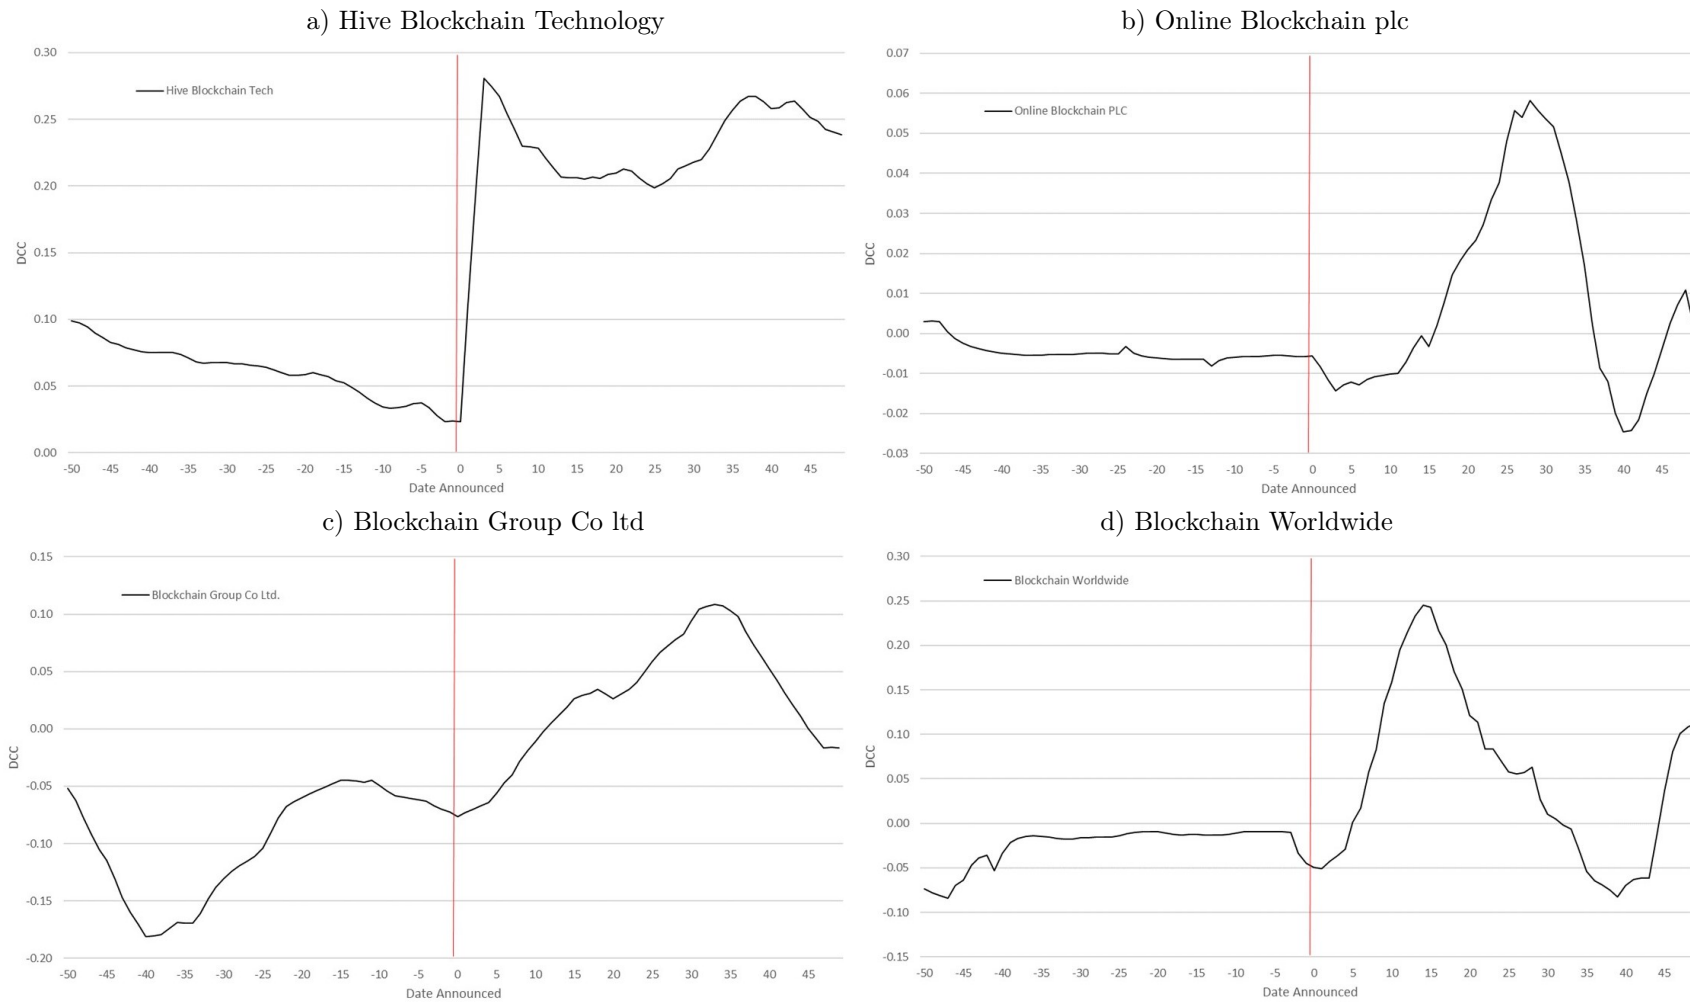 a) Hive Blockchain Technology
0.30
0.25
0.20
0.15
0.10
0.05
0.00
DCC
Hive Blockchain Tech
-50 -45 -40 -35 -30 -25 -20 -15 -10 -5 0 5 10 15 20 25 30 35 40 45
Date Announced
b) Online Blockchain plc
0.07
0.06
0.05
0.04
0.03
0.02
0.01
0.00
-0.01
-0.02
-0.03
DCC
Online Blockchain PLC
-50 -45 -40 -35 -30 -25 -20 -15 -10 -5 0 5 10 15 20 25 30 35 40 45
Date Announced
c) Blockchain Group Co ltd
0.15
0.10
0.05
0.00
-0.05
-0.10
-0.15
-0.20
DCC
Blockchain Group Co Ltd.
-50 -45 -40 -35 -30 -25 -20 -15 -10 -5 0 5 10 15 20 25 30 35 40 45
Date Announced
d) Blockchain Worldwide
0.30
0.25
0.20
0.15
0.10
0.05
0.00
-0.05
-0.10
-0.15
DCC
Blockchain Worldwide
-50 -45 -40 -35 -30 -25 -20 -15 -10 -5 0 5 10 15 20 25 30 35 40 45
Date Announced